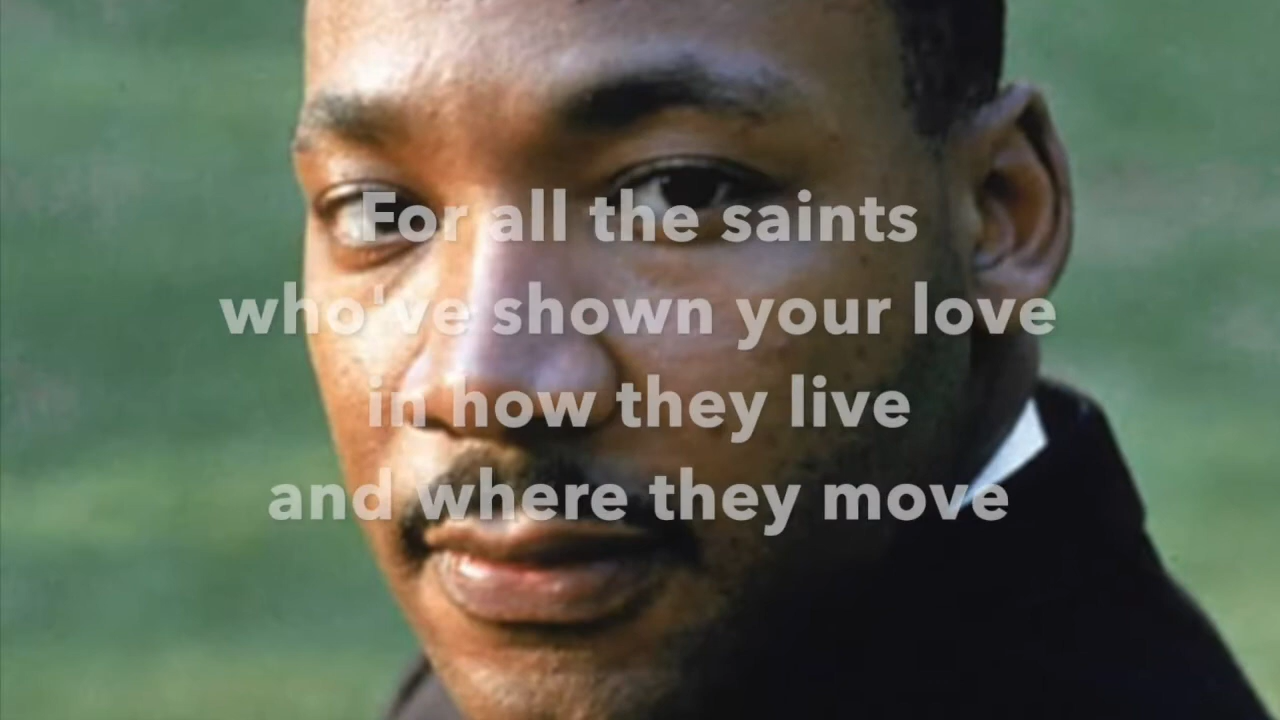 For all the saints
who've shown your love
in how they live
and where they move